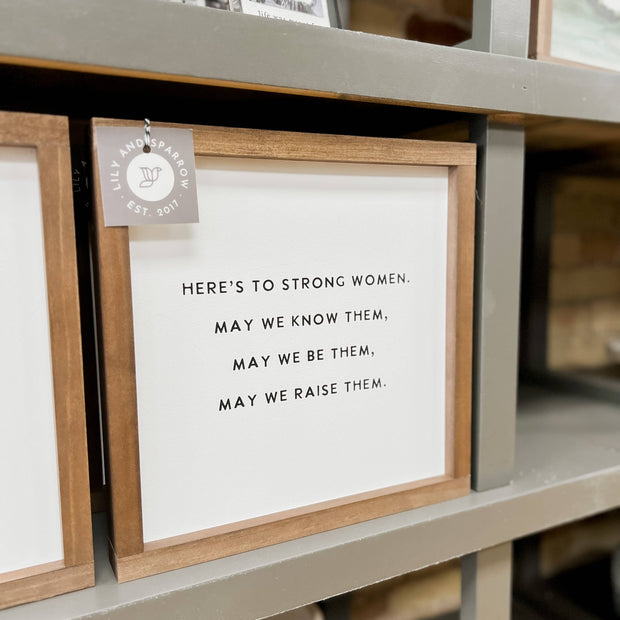 LILY AND SPARROW
· EST. 2017 ·
HERE'S TO STRONG WOMEN.
MAY WE KNOW THEM,
MAY WE BE THEM,
MAY WE RAISE THEM.